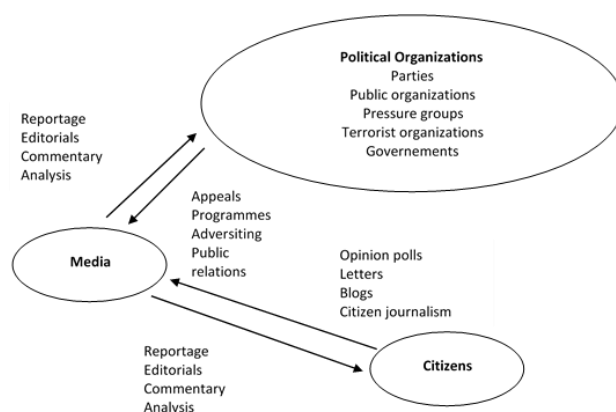 Political Organizations
Parties
Public organizations
Pressure groups
Terrorist organizations
Governements
Reportage
Editorials
Commentary
Analysis
Appeals
Programmes
Adversiting
Public
relations
Media
Opinion polls
Letters
Blogs
Citizen journalism
Reportage
Editorials
Commentary
Analysis
Citizens